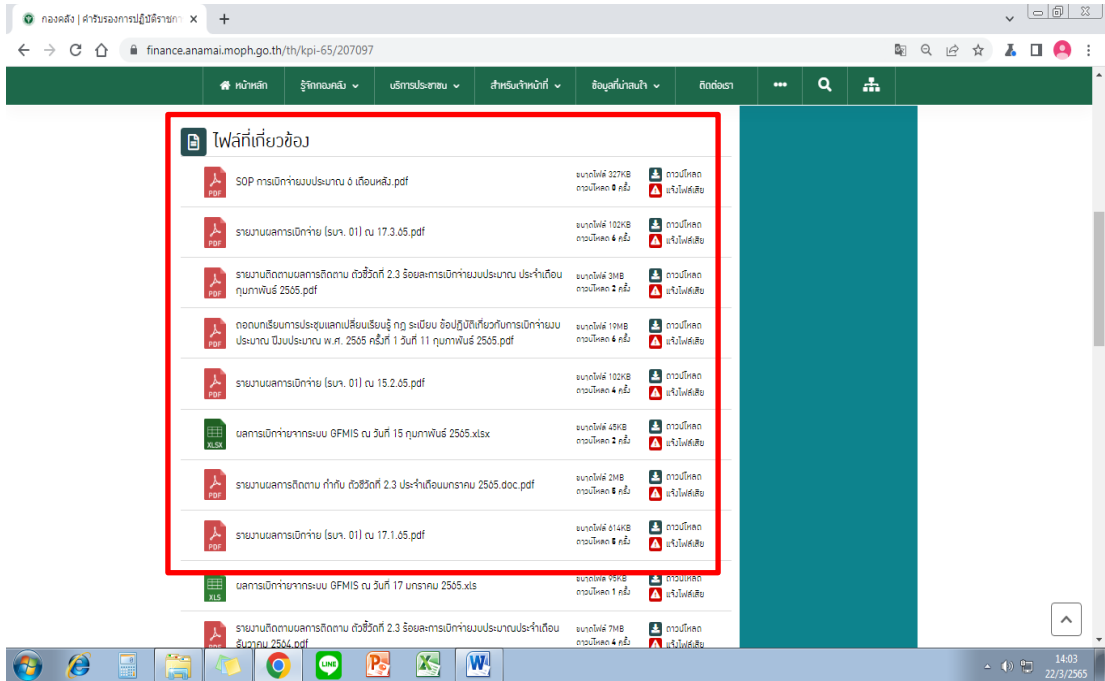 กองคลัง | คำรับรองการปฏิบัติราชกา
finance.anamai.moph.go.th/th/kpi-65/207097
หน้าหลัก รู้จักกองคลัง บริการประชาชน สำหรับเจ้าหน้าที่ ข้อมูลที่น่าสนใจ ติดต่อเรา
ไฟล์ที่เกี่ยวข้อง
PDF SOP การเบิกจ่ายงบประมาณ 6 เดือนหลัง.pdf ขนาดไฟล์ 327KB ดาวน์โหลด
ดาวน์โหลด 0 ครั้ง แจ้งไฟล์เสีย
PDF รายงานผลการเบิกจ่าย (รบจ. 01) ณ 17.3.65.pdf ขนาดไฟล์ 102KB ดาวน์โหลด
ดาวน์โหลด 6 ครั้ง แจ้งไฟล์เสีย
PDF รายงานติดตามผลการติดตาม ตัวชี้วัดที่ 2.3 ร้อยละการเบิกจ่ายงบประมาณ ประจำเดือน ขนาดไฟล์ 3MB ดาวน์โหลด
กุมภาพันธ์ 2565.pdf ดาวน์โหลด 2 ครั้ง แจ้งไฟล์เสีย
PDF ถอดบทเรียนการประชุมแลกเปลี่ยนเรียนรู้ กฎ ระเบียบ ข้อปฏิบัติเกี่ยวกับการเบิกจ่ายงบ ขนาดไฟล์ 19MB ดาวน์โหลด
ประมาณ ปีงบประมาณ พ.ศ. 2565 ครั้งที่ 1 วันที่ 11 กุมภาพันธ์ 2565.pdf ดาวน์โหลด 6 ครั้ง แจ้งไฟล์เสีย
PDF รายงานผลการเบิกจ่าย (รบจ. 01) ณ 15.2.65.pdf ขนาดไฟล์ 102KB ดาวน์โหลด
ดาวน์โหลด 4 ครั้ง แจ้งไฟล์เสีย
XLSX ผลการเบิกจ่ายจากระบบ GFMIS ณ วันที่ 15 กุมภาพันธ์ 2565.xlsx ขนาดไฟล์ 45KB ดาวน์โหลด
ดาวน์โหลด 2 ครั้ง แจ้งไฟล์เสีย
PDF รายงานผลการติดตาม กำกับ ตัวชี้วัดที่ 2.3 ประจำเดือนมกราคม 2565.doc.pdf ขนาดไฟล์ 2MB ดาวน์โหลด
ดาวน์โหลด 5 ครั้ง แจ้งไฟล์เสีย
PDF รายงานผลการเบิกจ่าย (รบจ. 01) ณ 17.1.65.pdf ขนาดไฟล์ 614KB ดาวน์โหลด
ดาวน์โหลด 5 ครั้ง แจ้งไฟล์เสีย
XLS ผลการเบิกจ่ายจากระบบ GFMIS ณ วันที่ 17 มกราคม 2565.xls ขนาดไฟล์ 95KB ดาวน์โหลด
ดาวน์โหลด 1 ครั้ง แจ้งไฟล์เสีย
PDF รายงานติดตามผลการติดตาม ตัวชี้วัดที่ 2.3 ร้อยละการเบิกจ่ายงบประมาณประจำเดือน ขนาดไฟล์ 7MB ดาวน์โหลด
ธันวาคม 2564.pdf ดาวน์โหลด 4 ครั้ง แจ้งไฟล์เสีย
LINE
14:03
22/3/2565